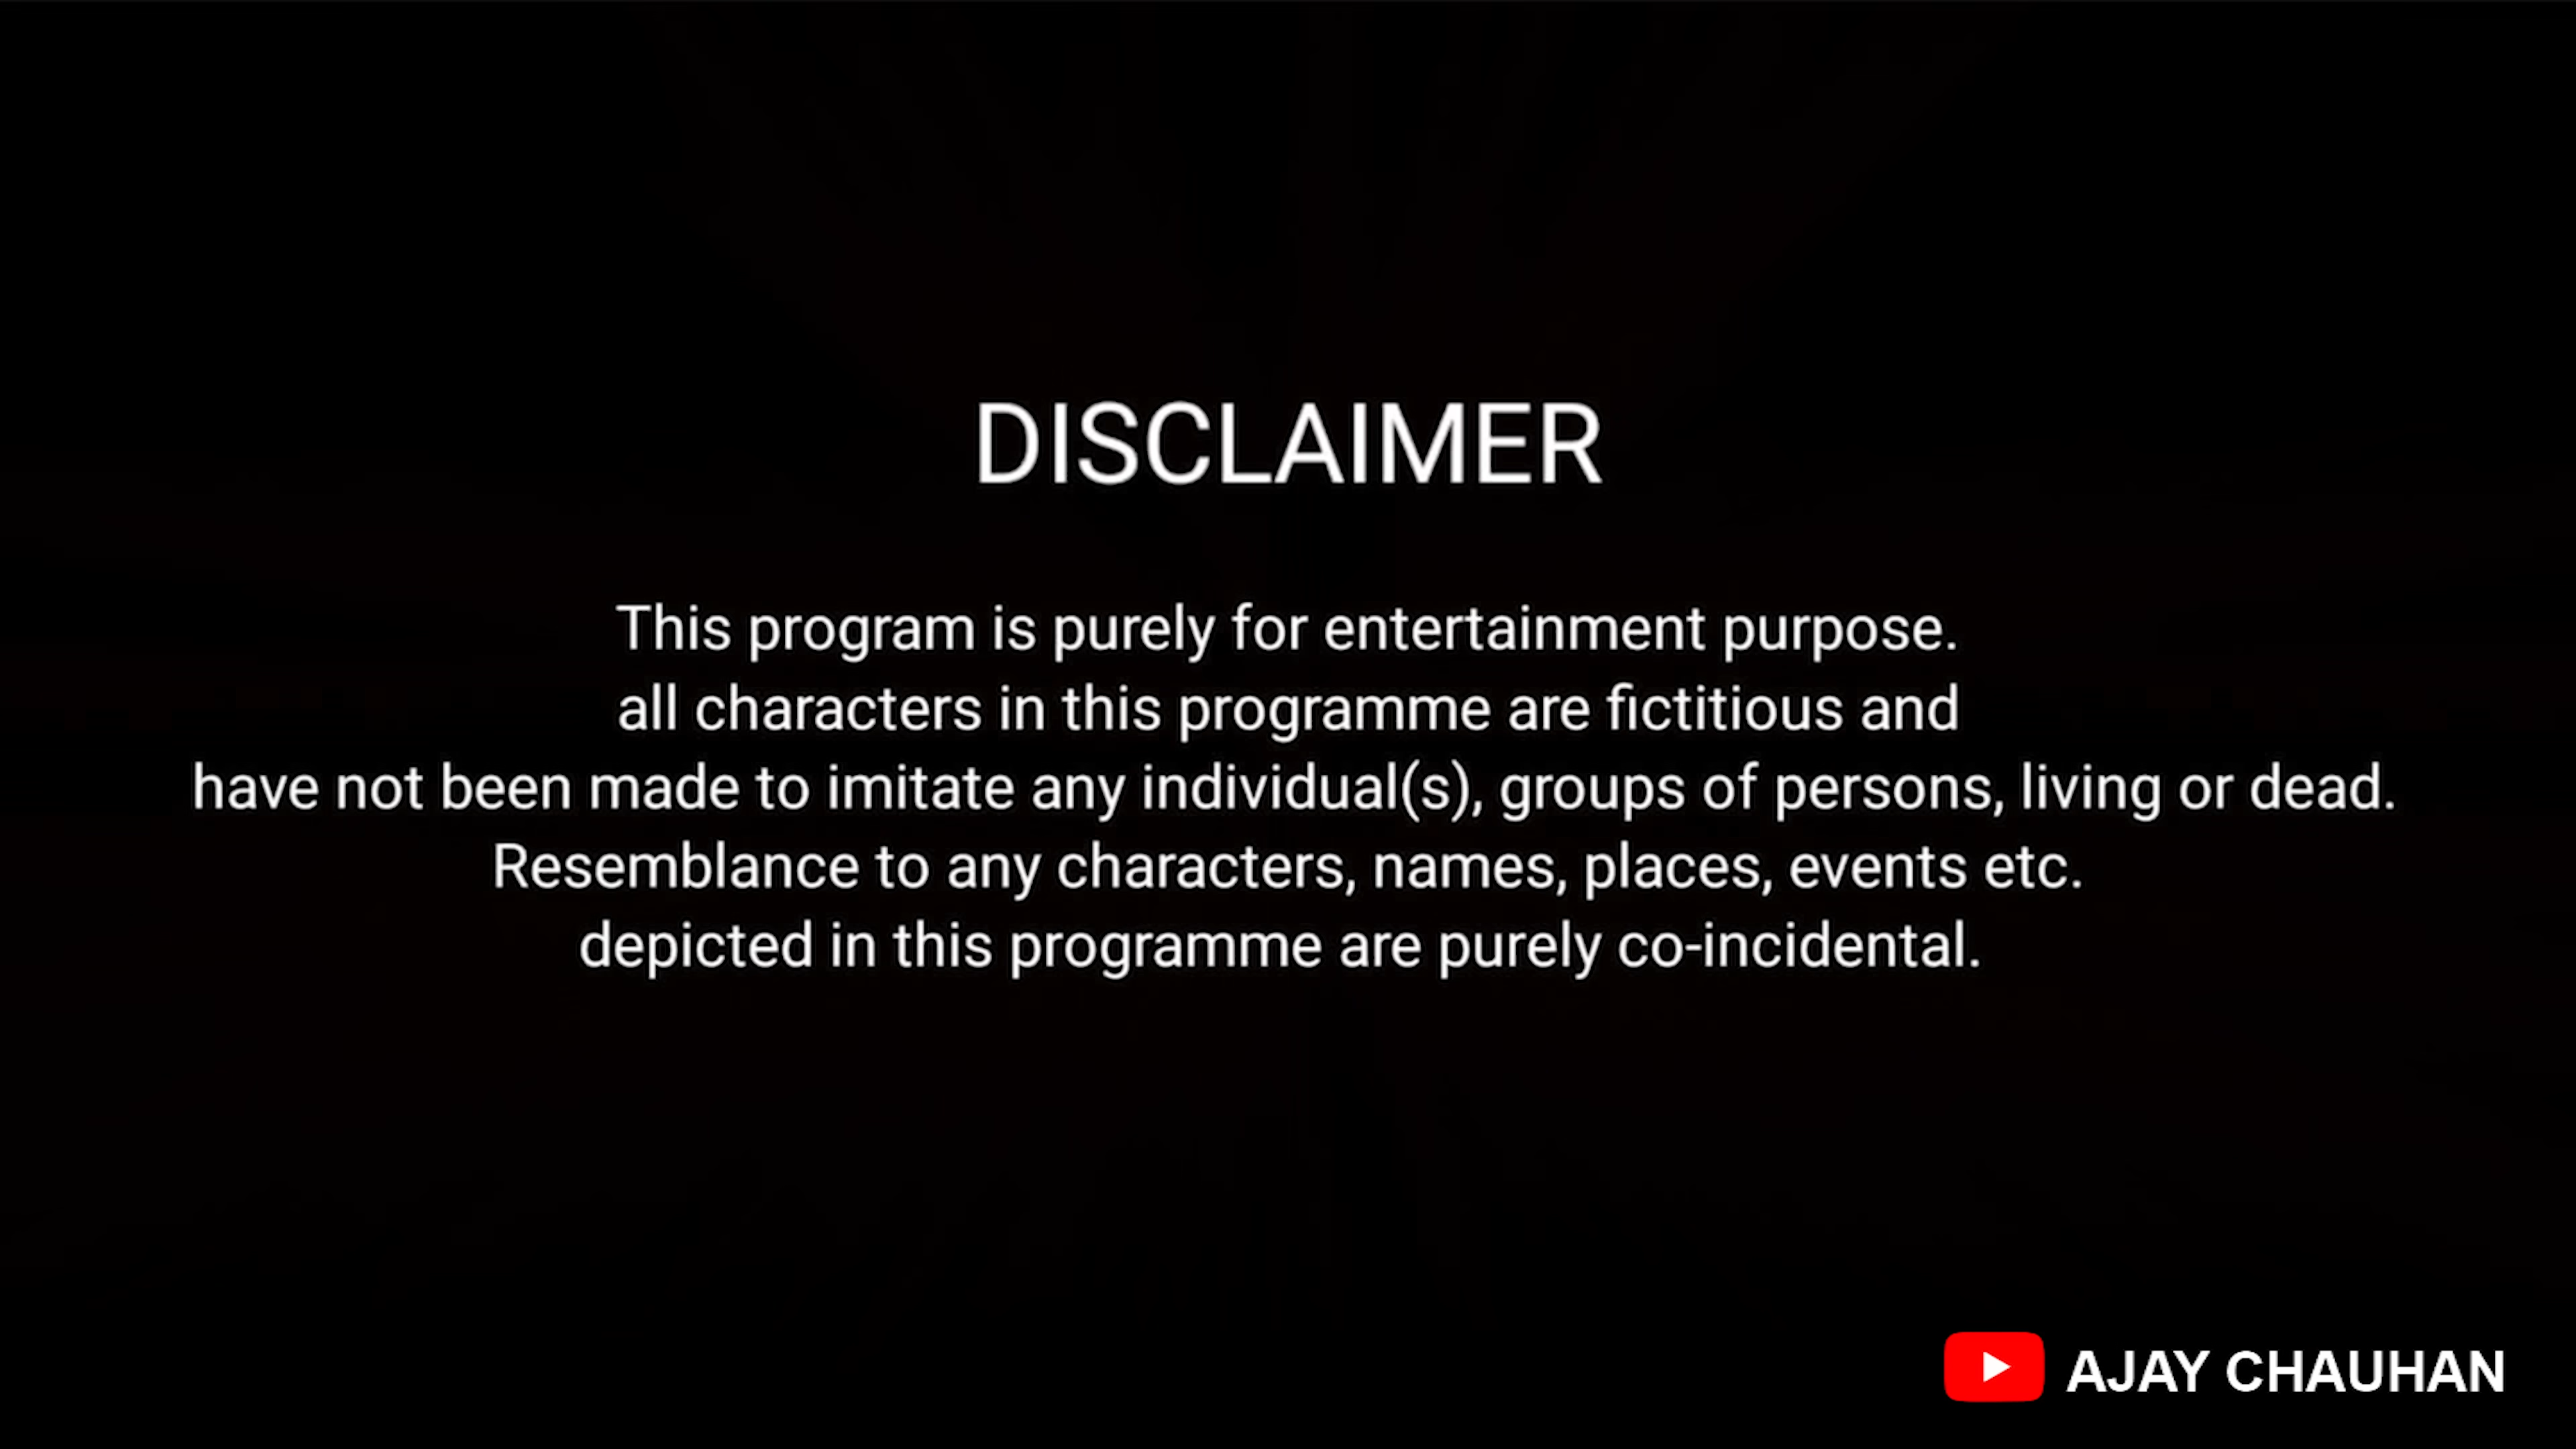 DISCLAIMER
This program is purely for entertainment purpose.
all characters in this programme are fictitious and
have not been made to imitate any individual(s), groups of persons, living or dead.
Resemblance to any characters, names, places, events etc.
depicted in this programme are purely co-incidental.
AJAY CHAUHAN